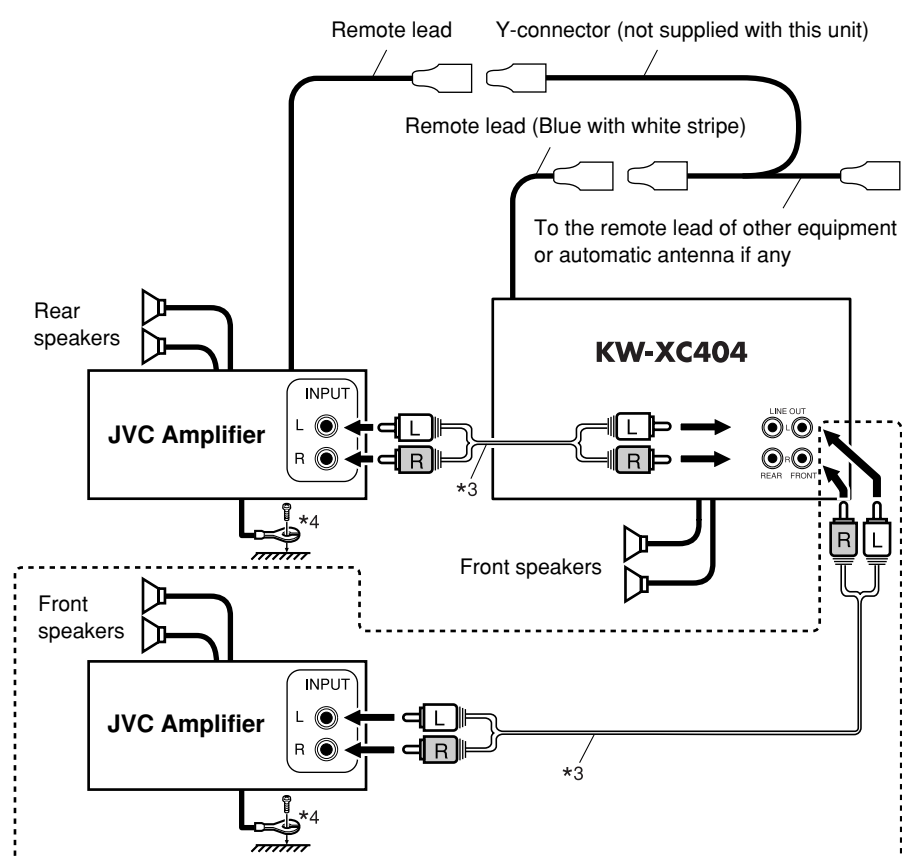 Remote lead
Y-connector (not supplied with this unit)
Remote lead (Blue with white stripe)
To the remote lead of other equipment
or automatic antenna if any
Rear
speakers
KW-XC404
INPUT
JVC Amplifier
L
R
L
R
L
R
LINE OUT
L
R
REAR FRONT
*3
*4
R L
Front speakers
Front
speakers
INPUT
JVC Amplifier
L
R
L
R
*3
*4